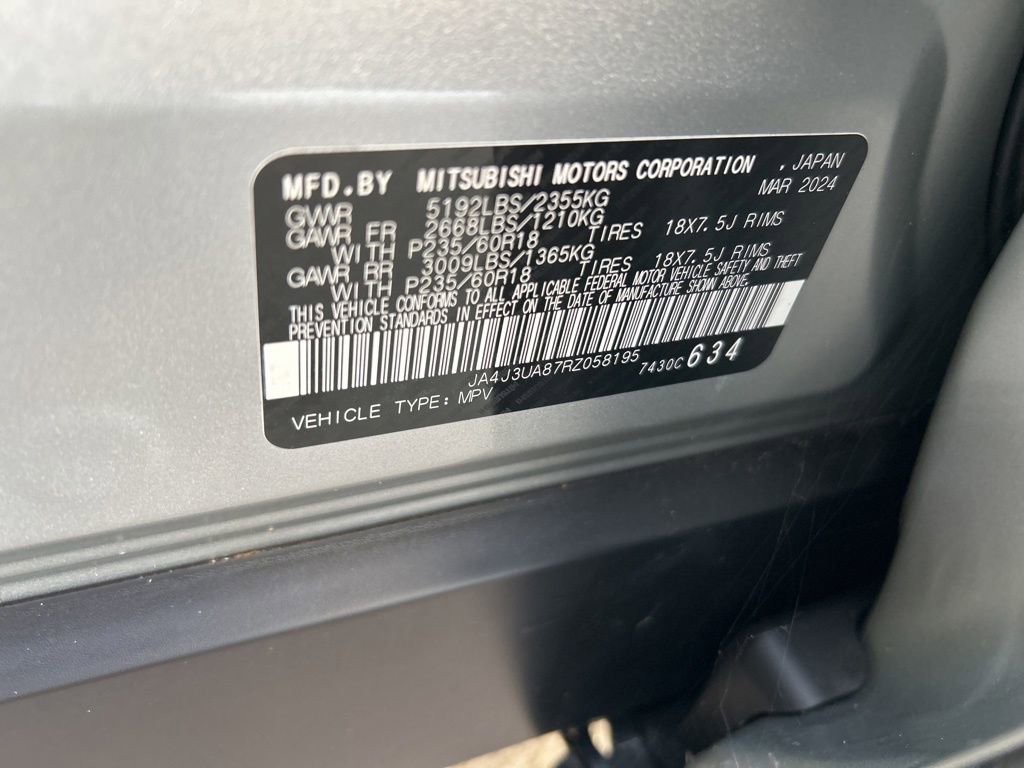 MFD.BY MITSUBISHI MOTORS CORPORATION , JAPAN
MAR 2024
GVWR 5192LBS/2355KG
GAWR FR 2668LBS/1210KG
WITH P235/60R18 TIRES 18X7.5J RIMS
GAWR RR 3009LBS/1365KG
WITH P235/60R18 TIRES 18X7.5J RIMS
THIS VEHICLE CONFORMS TO ALL APPLICABLE FEDERAL MOTOR VEHICLE SAFETY AND THEFT
PREVENTION STANDARDS IN EFFECT ON THE DATE OF MANUFACTURE SHOWN ABOVE.
JA4J3UA87RZ058195 7430C 634
VEHICLE TYPE: MPV